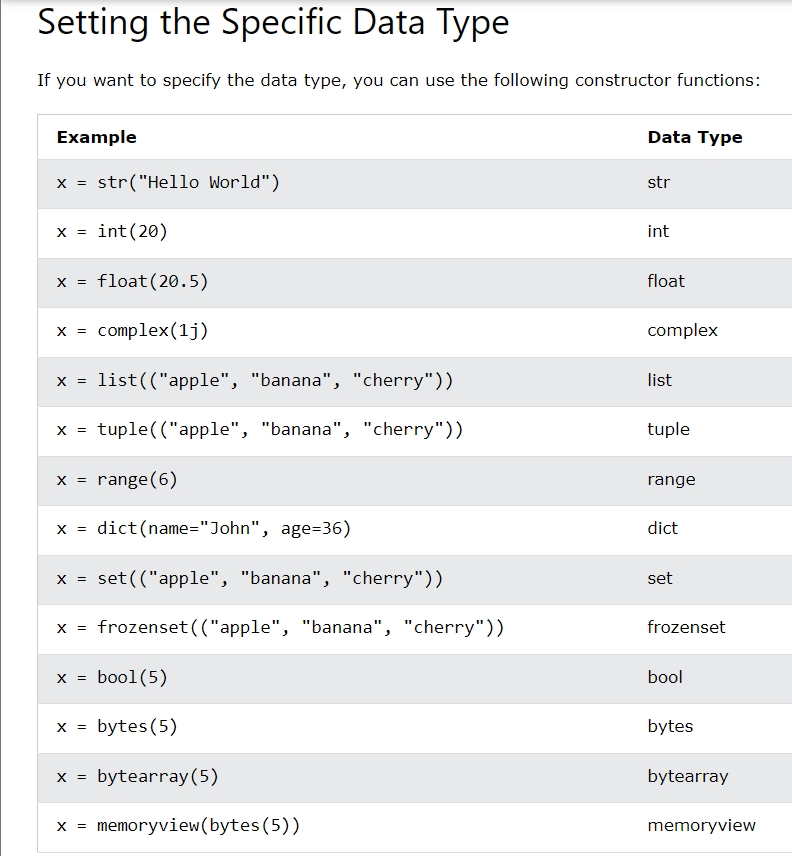 Setting the Specific Data Type
If you want to specify the data type, you can use the following constructor functions:
Example Data Type
x = str("Hello World") str
x = int(20) int
x = float(20.5) float
x = complex(1j) complex
x = list(("apple", "banana", "cherry")) list
x = tuple(("apple", "banana", "cherry")) tuple
x = range(6) range
x = dict(name="John", age=36) dict
x = set(("apple", "banana", "cherry")) set
x = frozenset(("apple", "banana", "cherry")) frozenset
x = bool(5) bool
x = bytes(5) bytes
x = bytearray(5) bytearray
x = memoryview(bytes(5)) memoryview